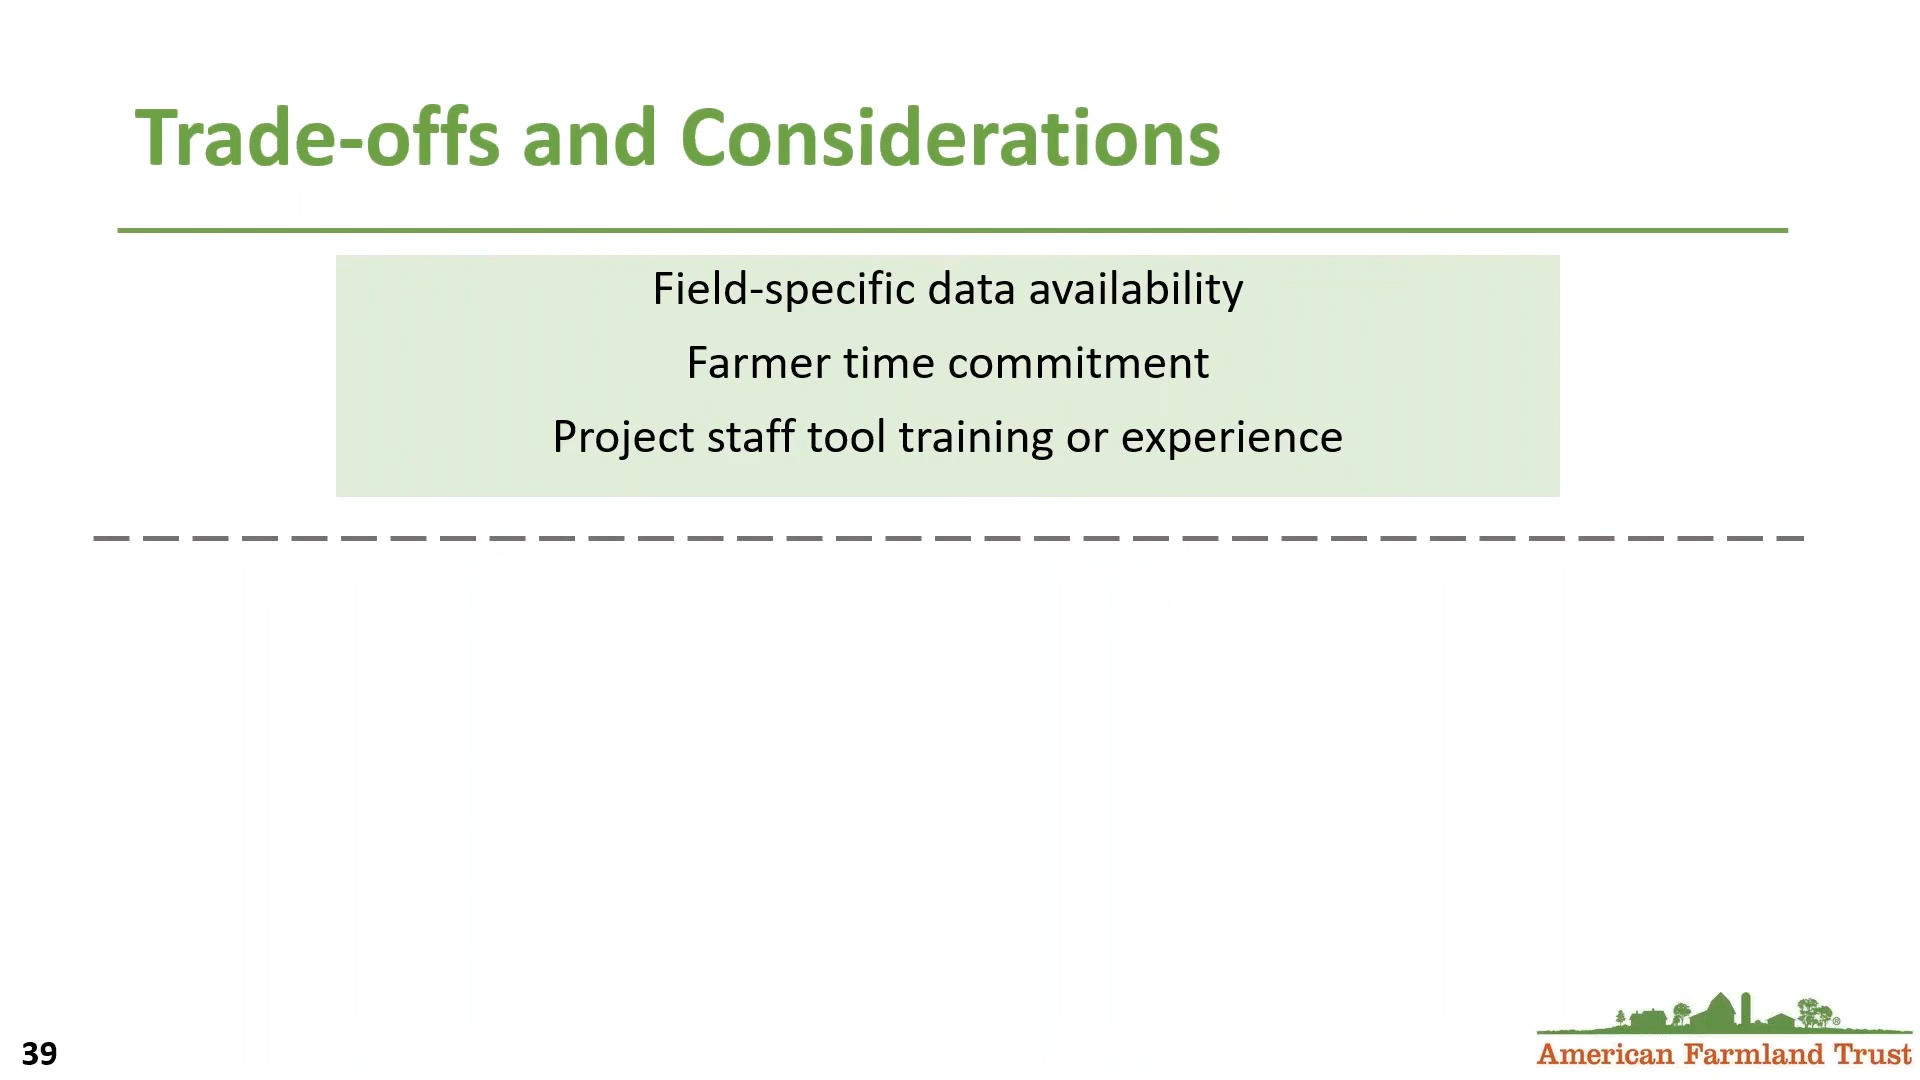 Trade-offs and Considerations
Field-specific data availability
Farmer time commitment
Project staff tool training or experience
39
American Farmland Trust